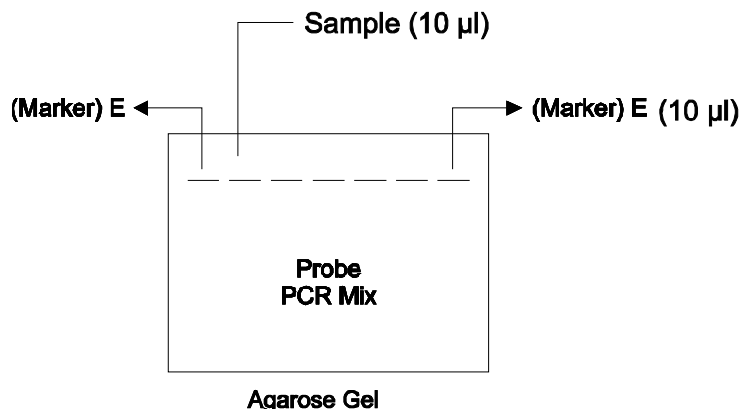 Sample (10 µl)
(Marker) E
(Marker) E (10 µl)
Probe
PCR Mix
Agarose Gel